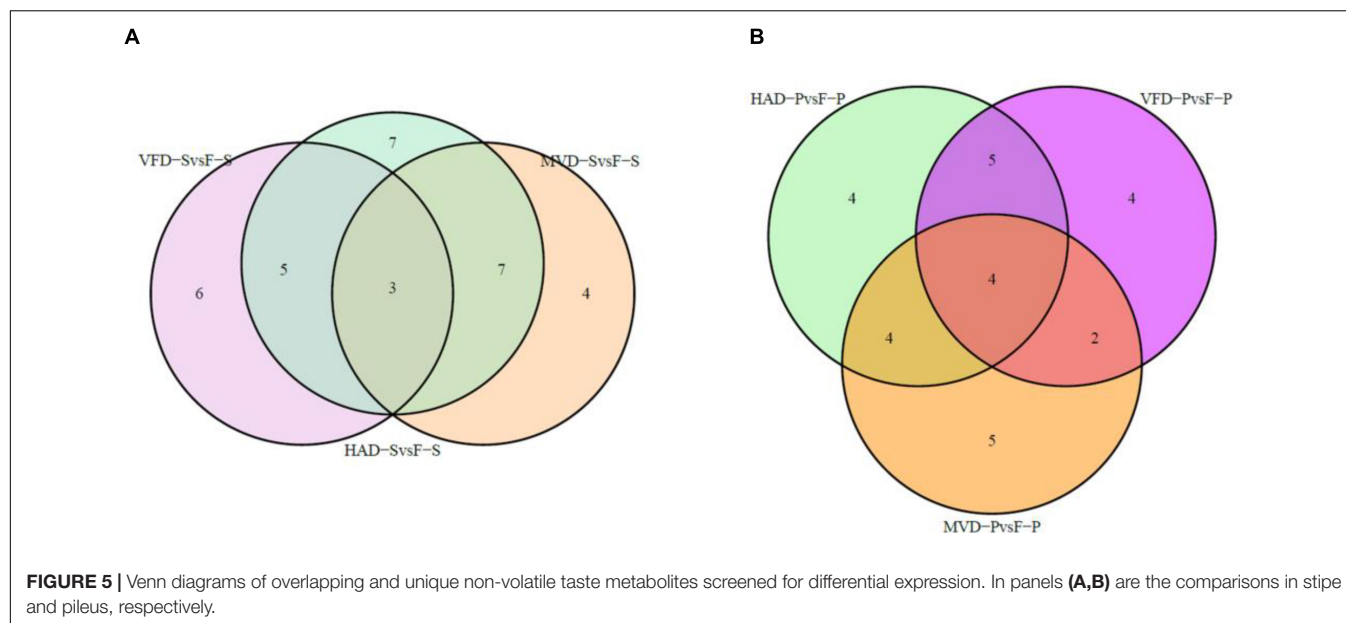 A
B
VFD-SvsF-S
7
MVD-SvsF-S
5
7
6
3
4
HAD-SvsF-S
HAD-PvsF-P
VFD-PvsF-P
5
4
4
4
4
2
5
MVD-PvsF-P
FIGURE 5 | Venn diagrams of overlapping and unique non-volatile taste metabolites screened for differential expression. In panels (A,B) are the comparisons in stipe
and pileus, respectively.